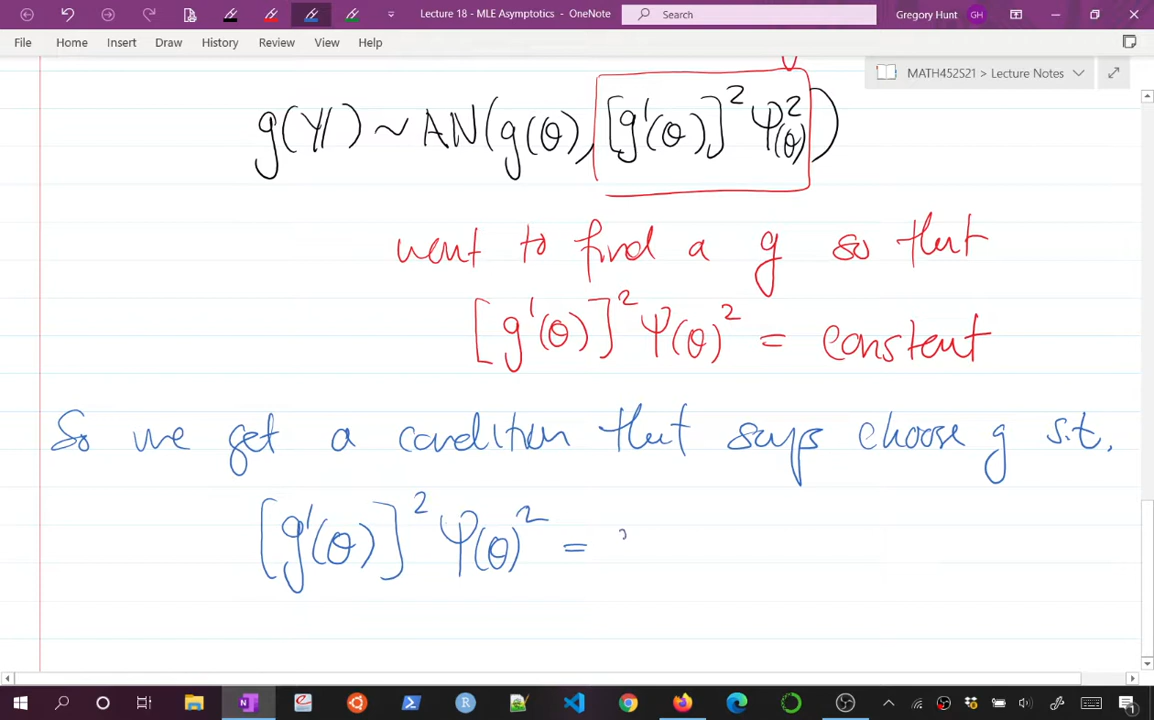 Lecture 18 - MLE Asymptotics - OneNote
Search
Gregory Hunt GH
File Home Insert Draw History Review View Help
MATH452S21 > Lecture Notes
g(Y) ~ AN(g(θ), [g'(θ)]² Ψ²(θ))
want to find a g so that
[g'(θ)]² Ψ(θ)² = constant
So we get a condition that says choose g s.t.
[g'(θ)]² Ψ(θ)² =